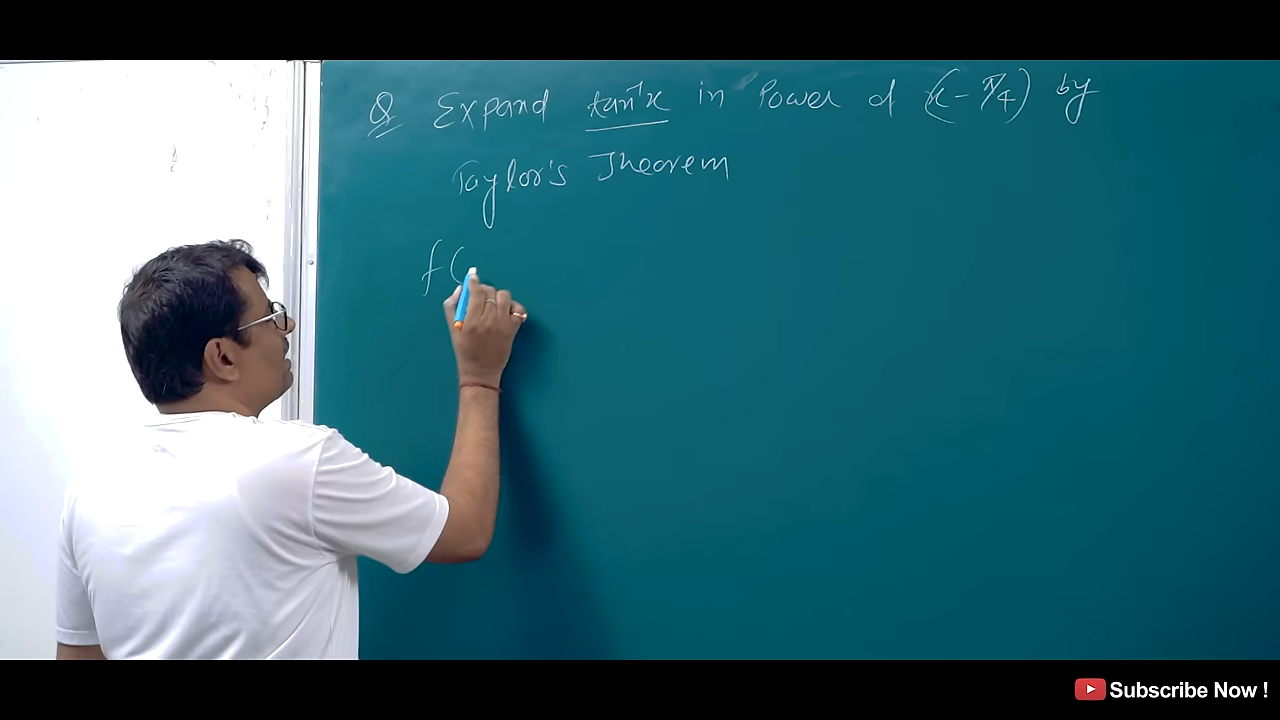 Q Expand tan⁻¹x in Power of (x - π/4) by
Taylor's Theorem
f(
Subscribe Now !